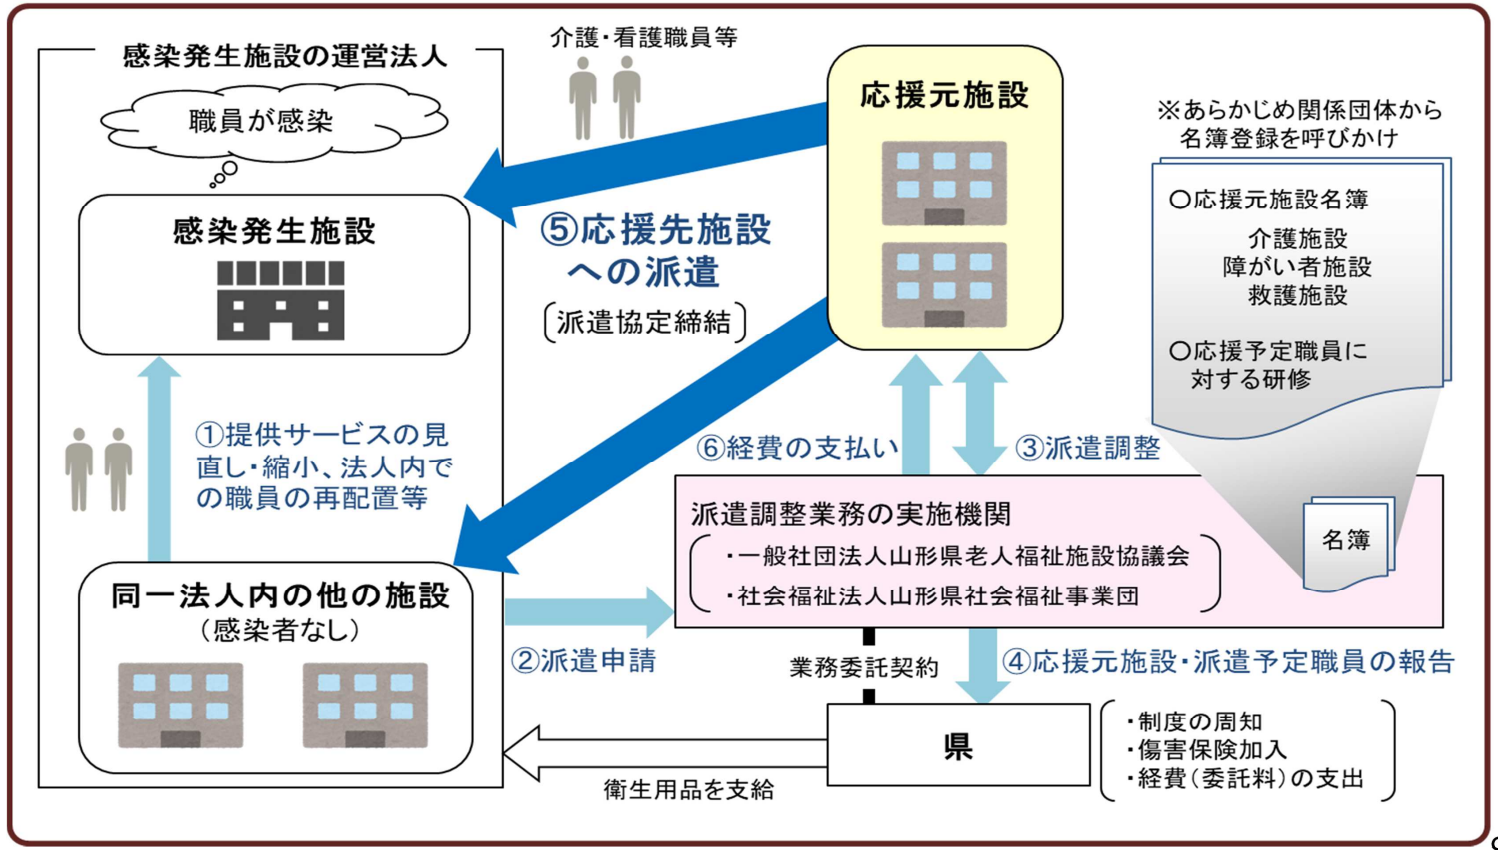 感染発生施設の運営法人
職員が感染
感染発生施設
①提供サービスの見
直し・縮小、法人内で
の職員の再配置等
同一法人内の他の施設
（感染者なし）
介護・看護職員等
応援元施設
⑤応援先施設
への派遣
派遣協定締結
※あらかじめ関係団体から
名簿登録を呼びかけ
〇応援元施設名簿
介護施設
障がい者施設
救護施設
〇応援予定職員に
対する研修
⑥経費の支払い
③派遣調整
派遣調整業務の実施機関
・一般社団法人山形県老人福祉施設協議会
・社会福祉法人山形県社会福祉事業団
名簿
②派遣申請
業務委託契約
④応援元施設・派遣予定職員の報告
県
・制度の周知
・傷害保険加入
・経費（委託料）の支出
衛生用品を支給